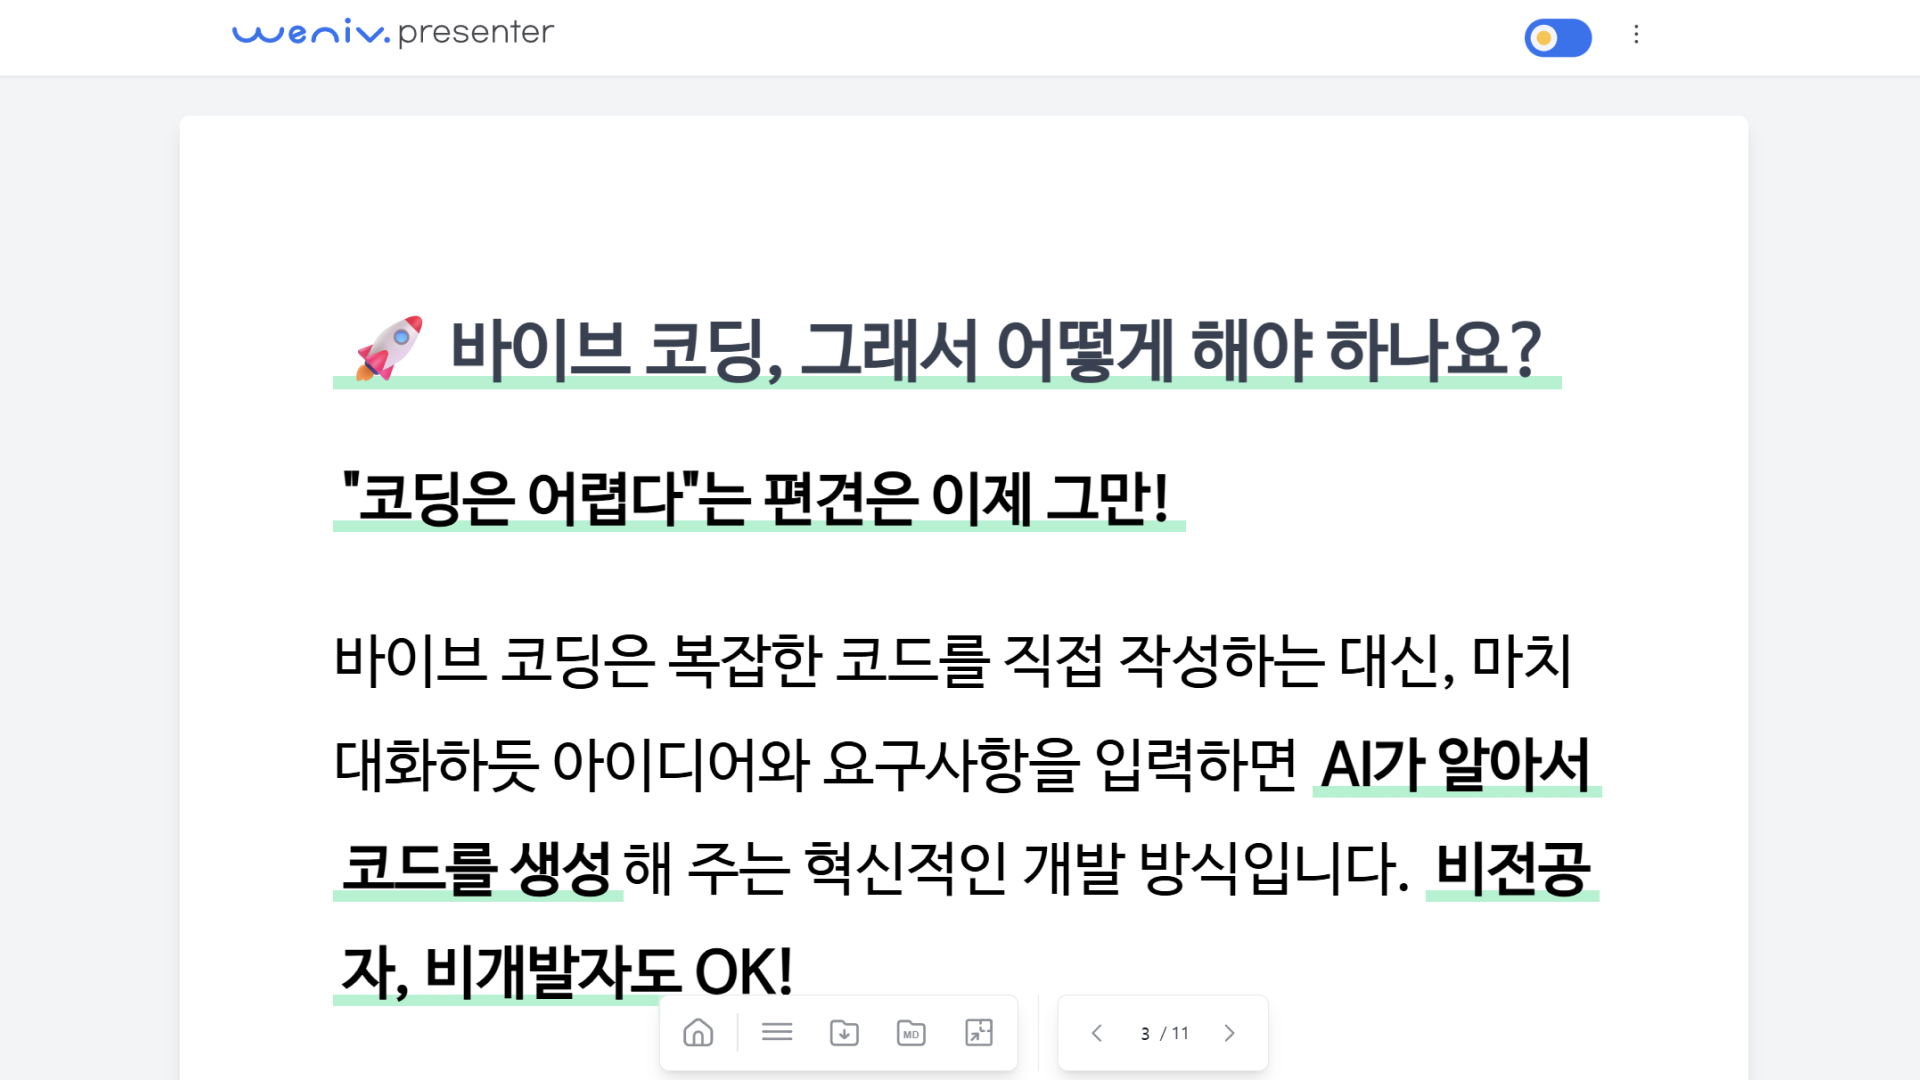 weniv. presenter
🚀 바이브 코딩, 그래서 어떻게 해야 하나요?
"코딩은 어렵다"는 편견은 이제 그만!
바이브 코딩은 복잡한 코드를 직접 작성하는 대신, 마치
대화하듯 아이디어와 요구사항을 입력하면 AI가 알아서
코드를 생성해 주는 혁신적인 개발 방식입니다. 비전공
자, 비개발자도 OK!
MD
3 / 11